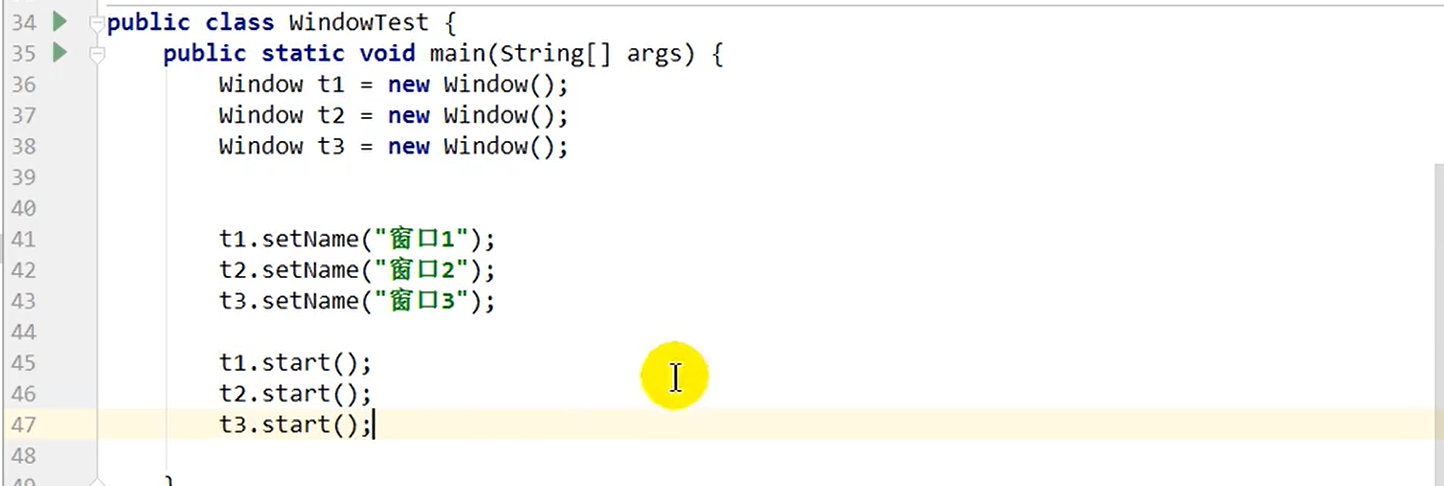 34 public class WindowTest {
35 public static void main(String[] args) {
36 Window t1 = new Window();
37 Window t2 = new Window();
38 Window t3 = new Window();
39
40
41 t1.setName("窗口1");
42 t2.setName("窗口2");
43 t3.setName("窗口3");
44
45 t1.start();
46 t2.start();
47 t3.start();
48
49 }